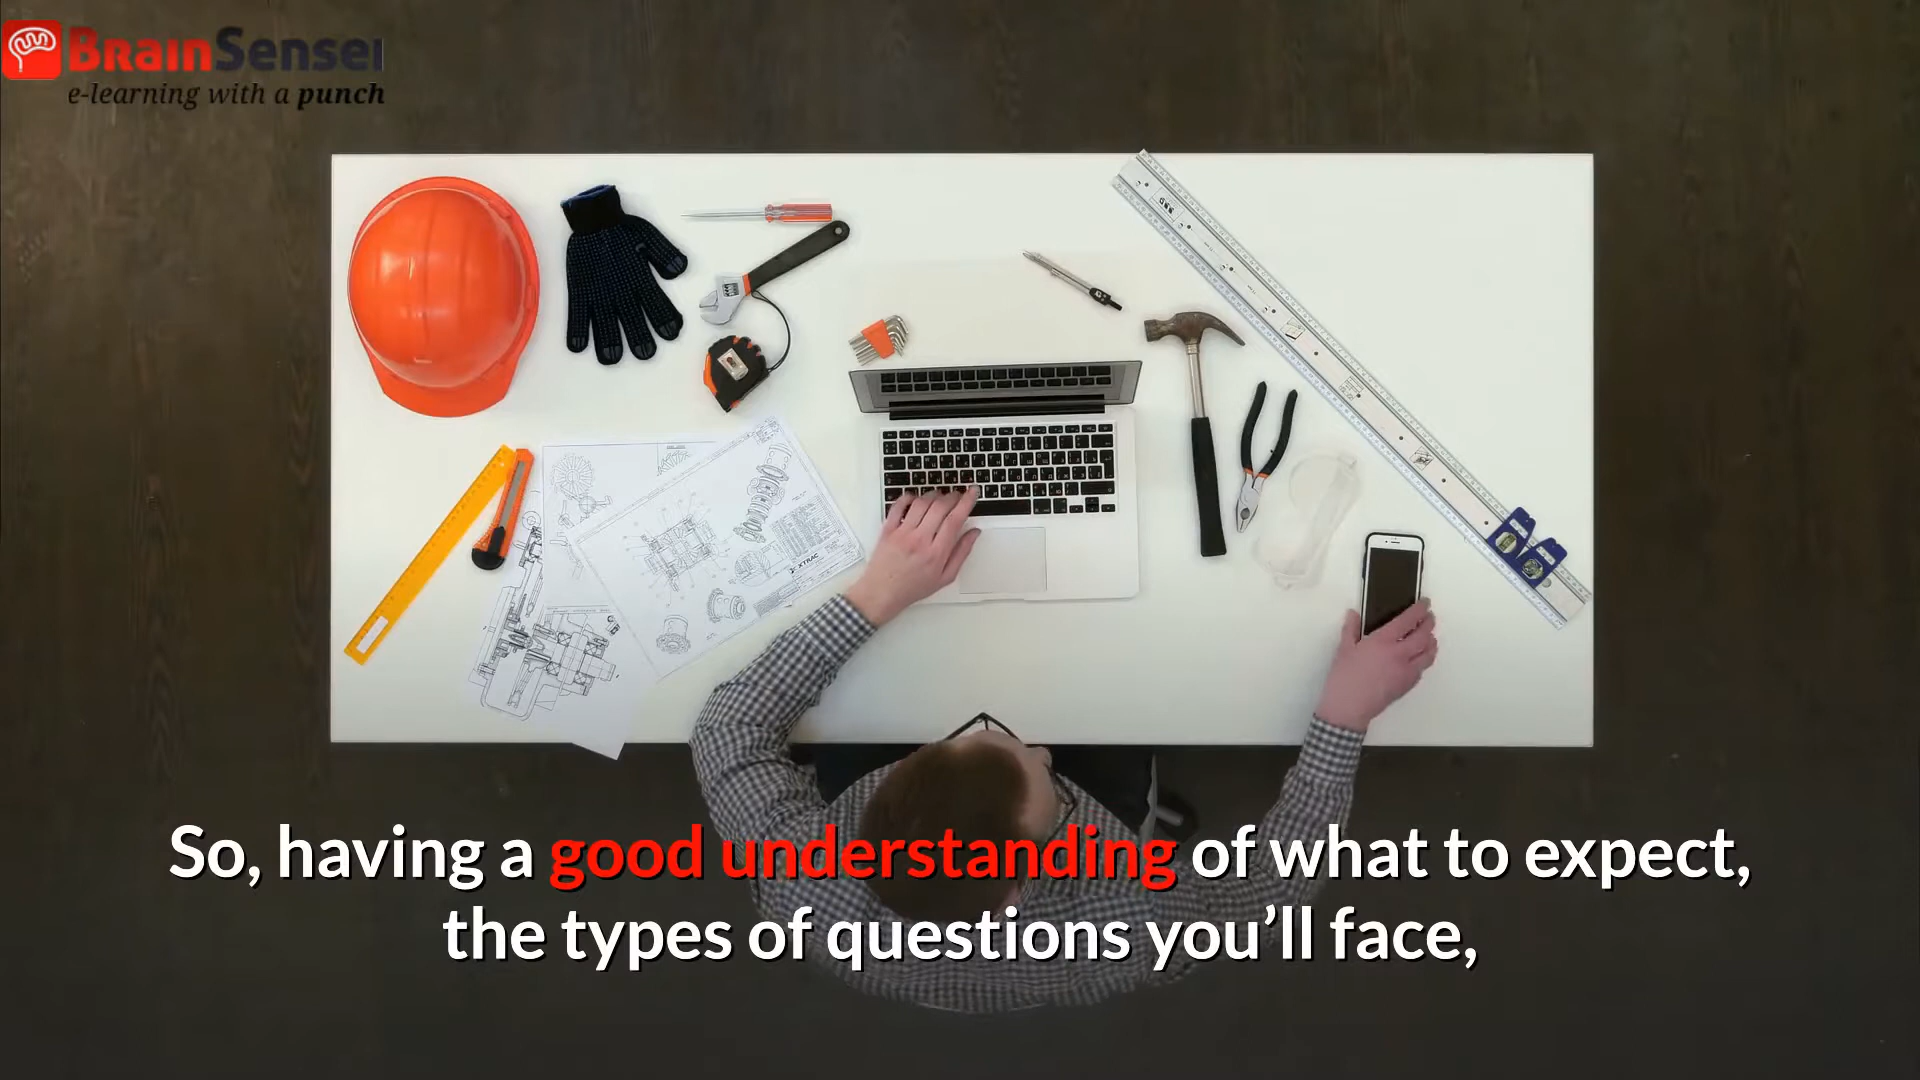 BrainSensei
e-learning with a punch
XTRAC
So, having a good understanding of what to expect,
the types of questions you’ll face,